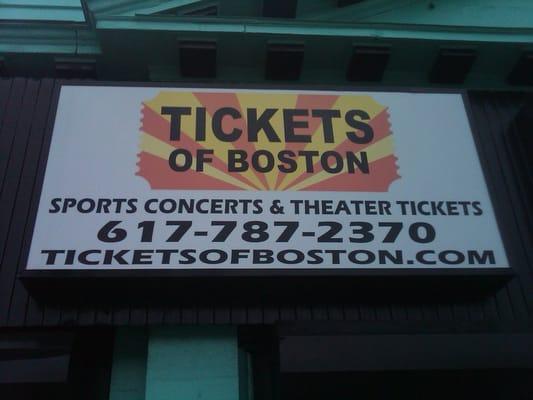 TICKETS
OF BOSTON
SPORTS CONCERTS & THEATER TICKETS
617-787-2370
TICKETSOFBOSTON.COM